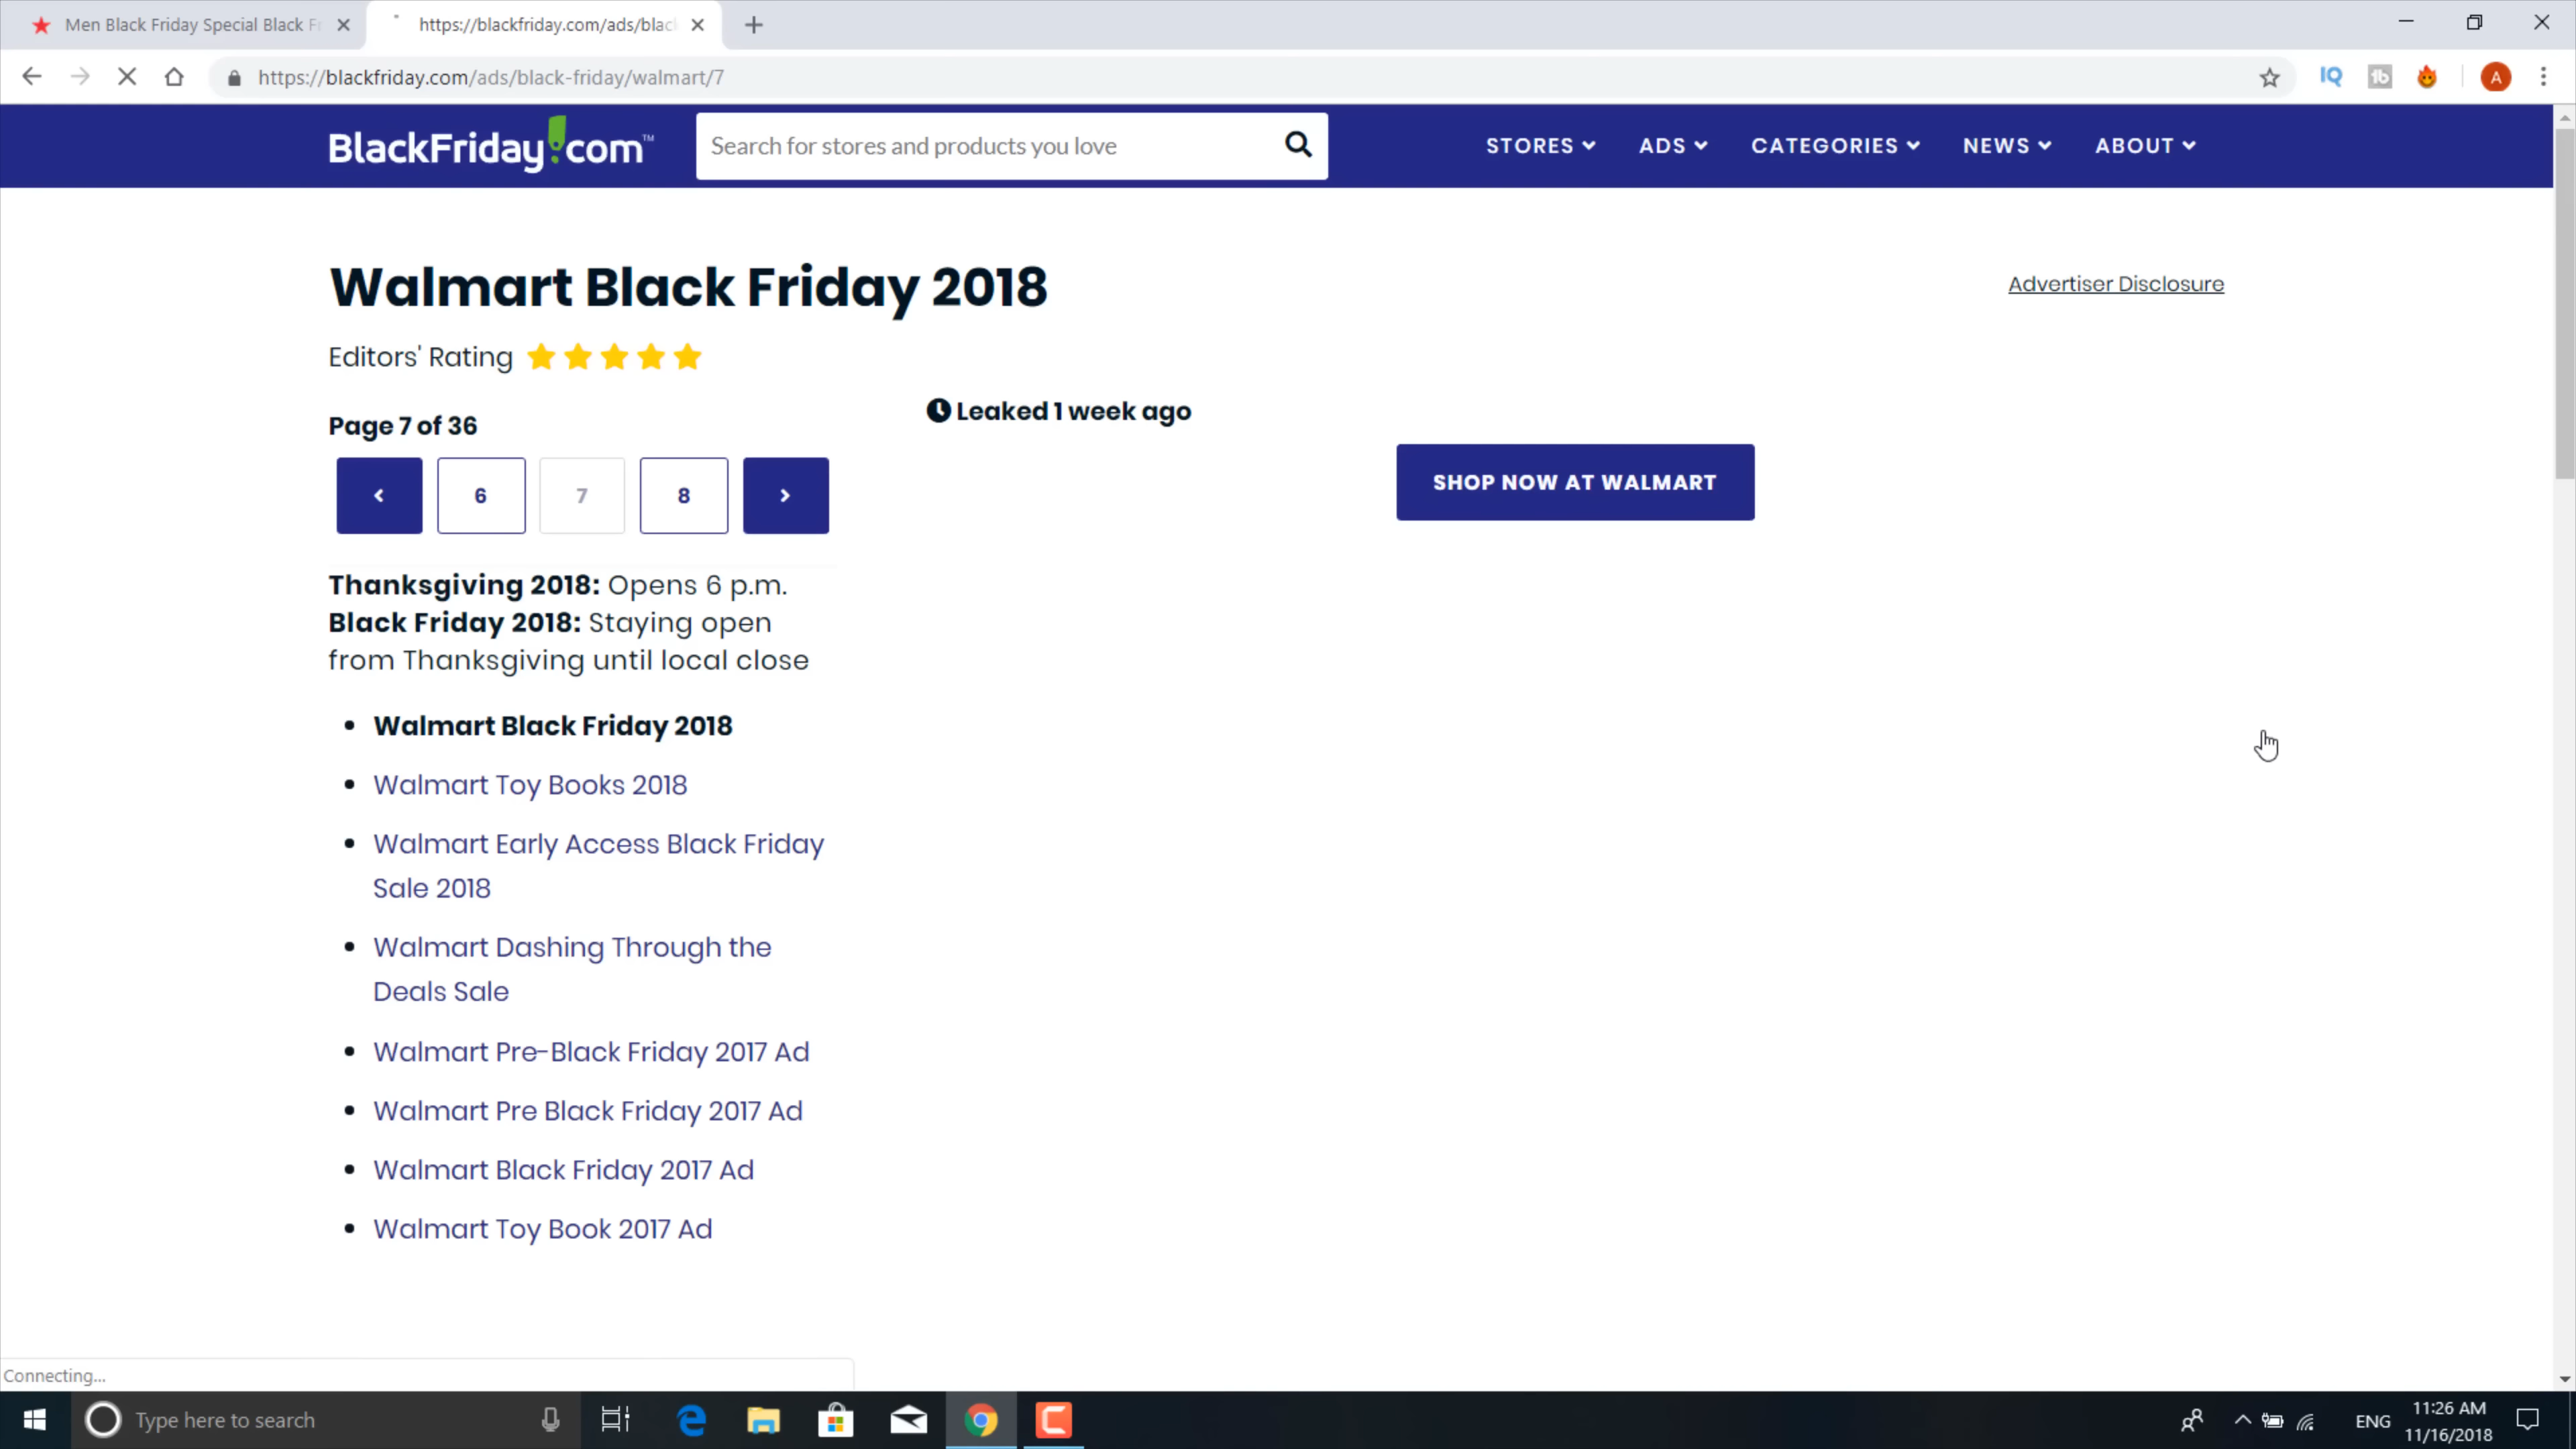 Men Black Friday Special Black Fr
https://blackfriday.com/ads/blac
https://blackfriday.com/ads/black-friday/walmart/7
IQ
tb
A
BlackFriday!com™
Search for stores and products you love
STORES
ADS
CATEGORIES
NEWS
ABOUT
Walmart Black Friday 2018
Advertiser Disclosure
Editors' Rating
Leaked 1 week ago
Page 7 of 36
SHOP NOW AT WALMART
< 6 7 8 >
Thanksgiving 2018: Opens 6 p.m.
Black Friday 2018: Staying open
from Thanksgiving until local close
• Walmart Black Friday 2018
• Walmart Toy Books 2018
• Walmart Early Access Black Friday
Sale 2018
• Walmart Dashing Through the
Deals Sale
• Walmart Pre-Black Friday 2017 Ad
• Walmart Pre Black Friday 2017 Ad
• Walmart Black Friday 2017 Ad
• Walmart Toy Book 2017 Ad
Connecting...
Type here to search
ENG
11:26 AM
11/16/2018